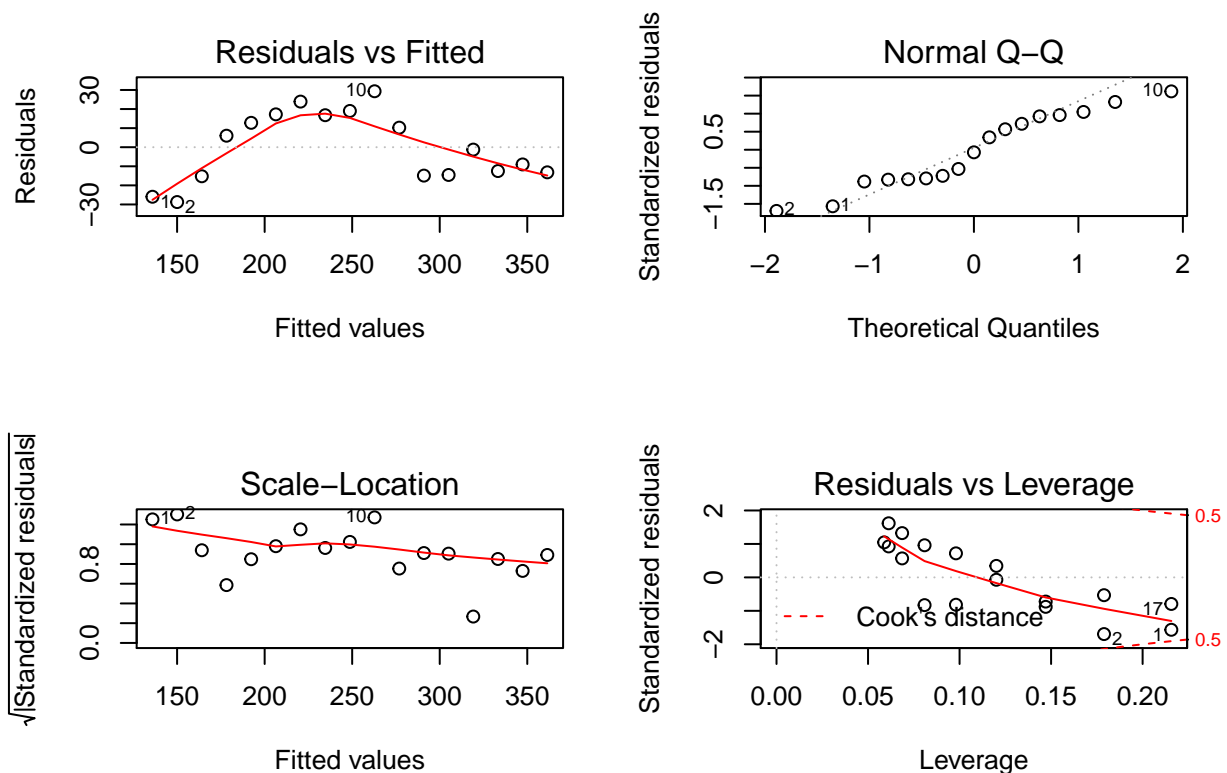 Residuals vs Fitted
Residuals
30
0
−30
10
1
2
150 200 250 300 350
Fitted values
Normal Q−Q
Standardized residuals
0.5
−1.5
10
2
1
−2 −1 0 1 2
Theoretical Quantiles
Scale−Location
√|Standardized residuals|
0.8
0.0
1
2
10
150 200 250 300 350
Fitted values
Residuals vs Leverage
Standardized residuals
2
0
−2
0.5
17
Cook's distance
2
1
0.5
0.00 0.05 0.10 0.15 0.20
Leverage